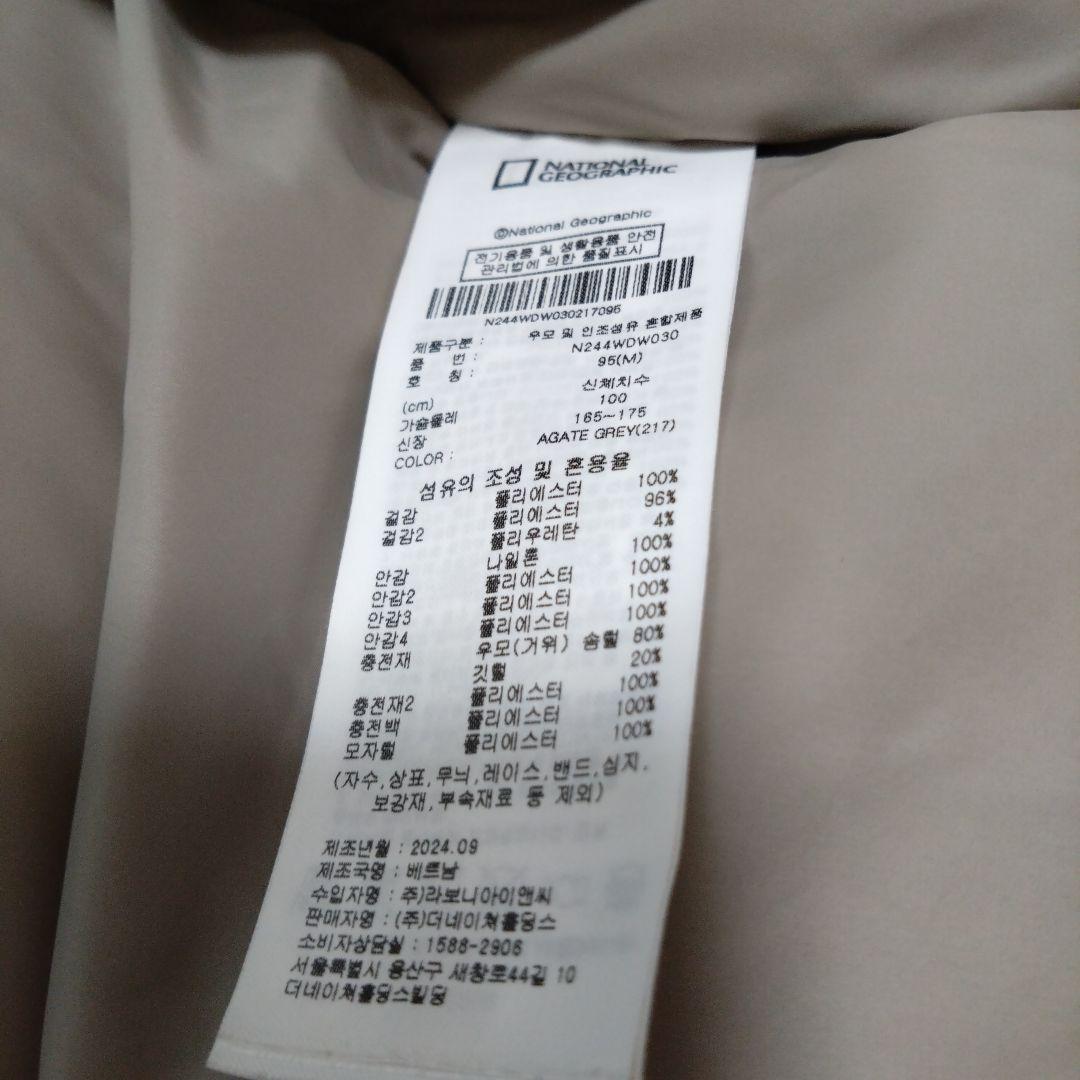 NATIONAL
GEOGRAPHIC
©National Geographic
전기용품 및 생활용품 안전
관리법에 의한 품질표시
N244WDW030217095
제품구분 : 우모 및 인조섬유 혼합제품
품 번 : N244WDW030
호 칭 : 95(M)
(cm) 신체치수
가슴둘레 100
신장 165~175
COLOR : AGATE GREY(217)
섬유의 조성 및 혼용율
겉감 폴리에스터 100%
겉감2 폴리에스터 96%
폴리우레탄 4%
안감 나일론 100%
안감2 폴리에스터 100%
안감3 폴리에스터 100%
안감4 폴리에스터 100%
충전재 우모(거위) 솜털 80%
깃털 20%
충전재2 폴리에스터 100%
충전백 폴리에스터 100%
모자털 폴리에스터 100%
(자수,상표,무늬,레이스,밴드,심지,
보강재,부속재료 등 제외)
제조년월 : 2024.09
제조국명 : 베트남
수입자명 : 주)라보니아이앤씨
판매자명 : (주)더네이쳐홀딩스
소비자상담실 : 1588-2906
서울특별시 용산구 새창로44길 10
더네이쳐홀딩스빌딩